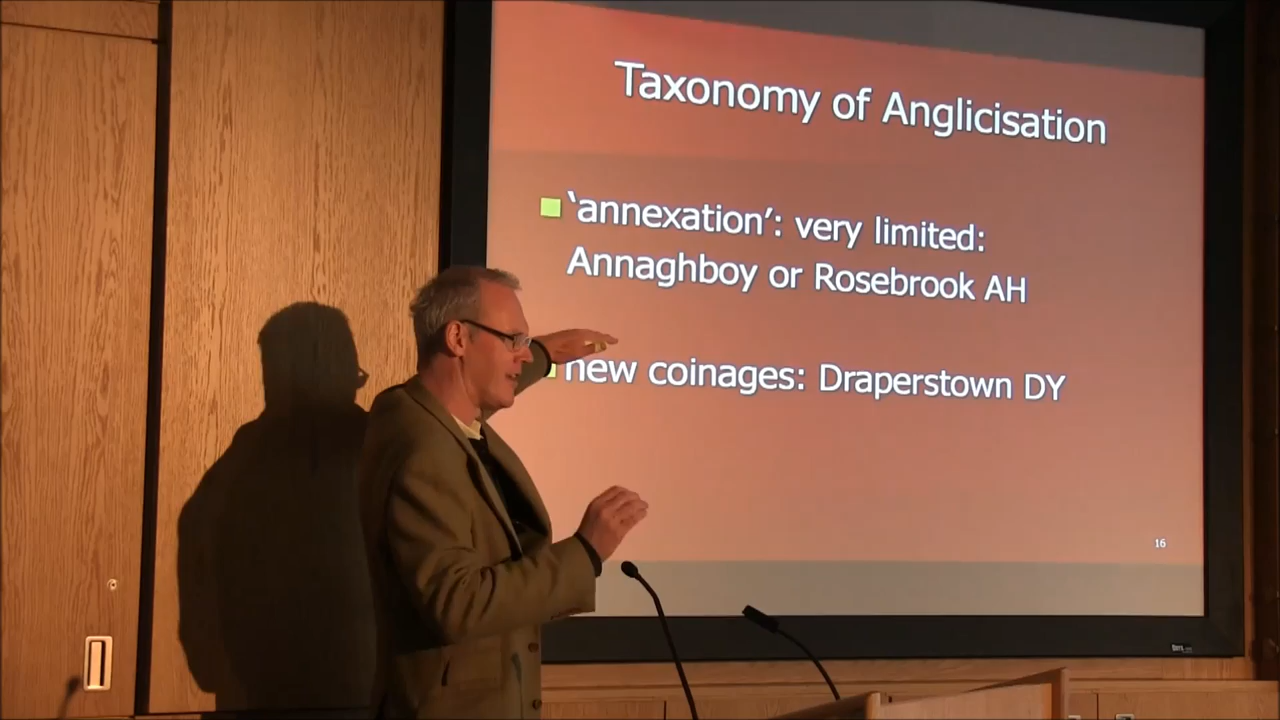 Taxonomy of Anglicisation
‘annexation’: very limited:
Annaghboy or Rosebrook AH
new coinages: Draperstown DY
16